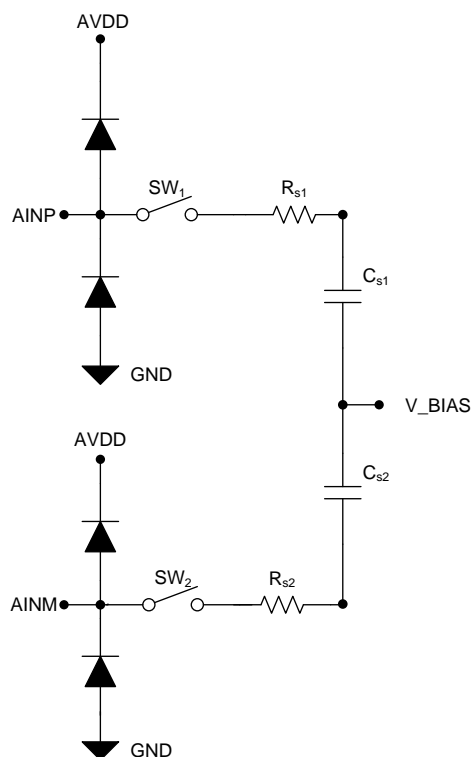 AVDD
SW1
Rs1
AINP
Cs1
GND
V_BIAS
AVDD
Cs2
SW2
Rs2
AINM
GND